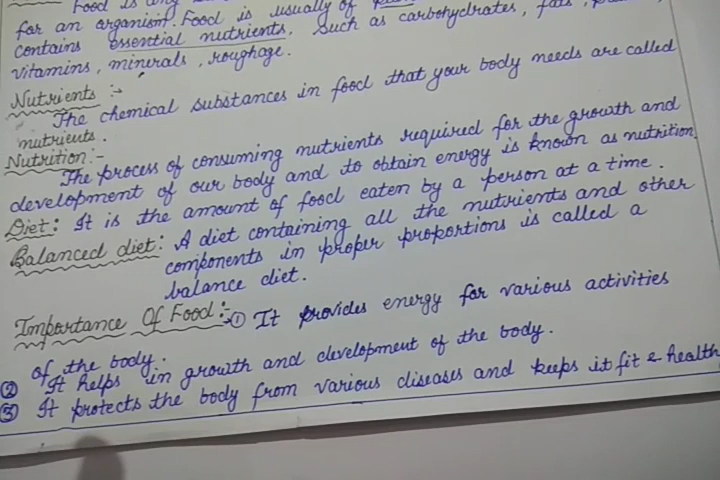 Food is
for an organism. Food is usually of
contains essential nutrients. Such as carbohydrates, fats,
vitamins, minerals, roughage.
Nutrients :-
The chemical substances in food that your body needs are called
nutrients.
Nutrition:-
The process of consuming nutrients required for the growth and
development of our body and to obtain energy is known as nutrition.
Diet: It is the amount of food eaten by a person at a time.
Balanced diet: A diet containing all the nutrients and other
components in proper proportions is called a
balance diet.
Importance Of Food:- ① It provides energy for various activities
of the body.
② It helps in growth and development of the body.
③ It protects the body from various diseases and keeps it fit & health